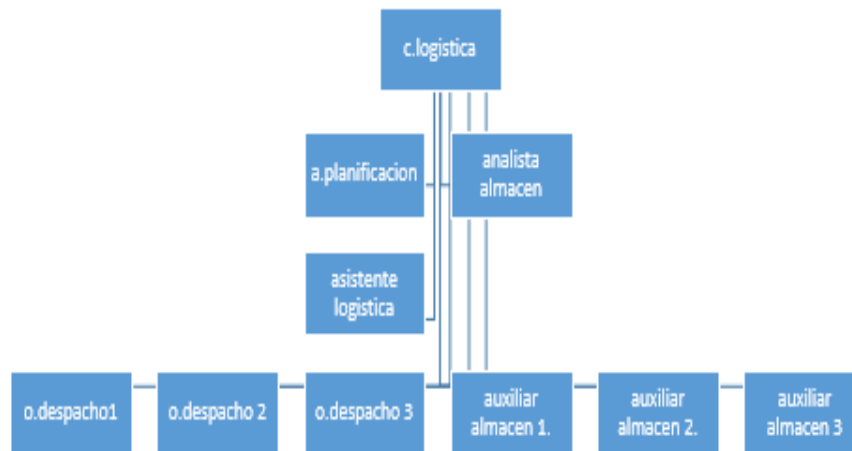 c.logistica
a.planificacion
analista
almacen
asistente
logistica
o.despacho1
o.despacho 2
o.despacho 3
auxiliar
almacen 1.
auxiliar
almacen 2.
auxiliar
almacen 3